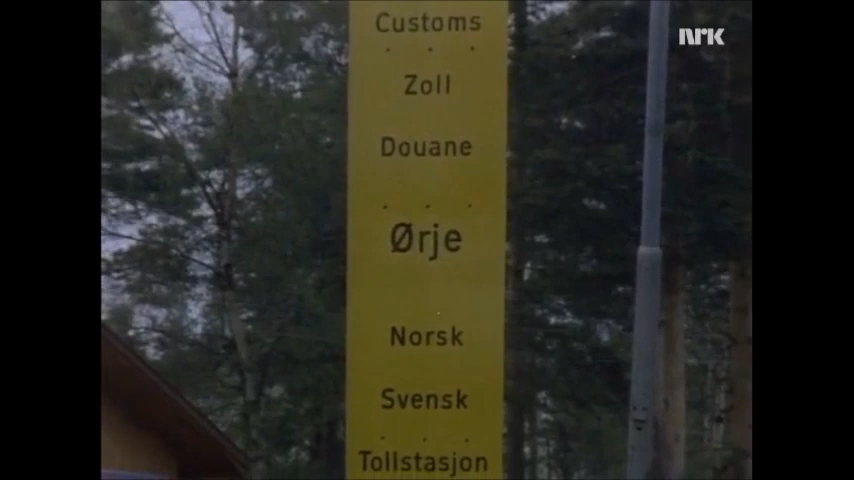 Customs
Zoll
Douane
Ørje
Norsk
Svensk
Tollstasjon
nrk